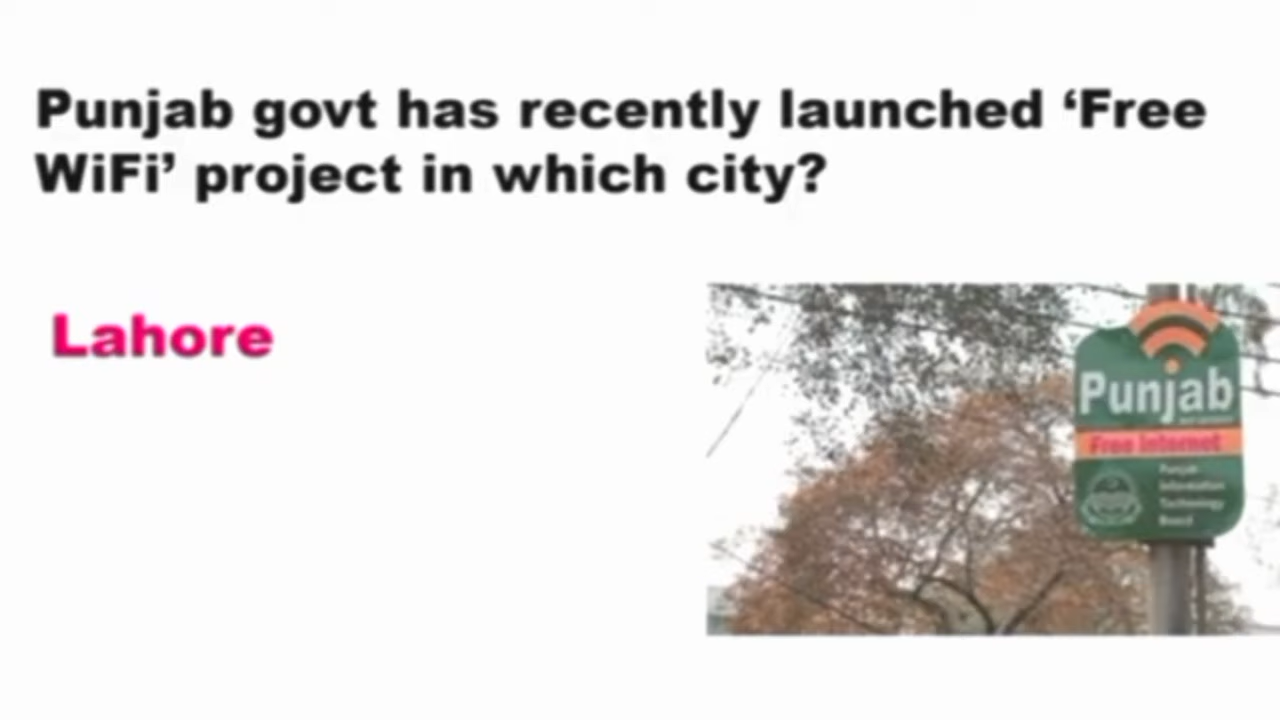 Punjab govt has recently launched ‘Free
WiFi’ project in which city?
Lahore
Punjab
Free Internet
Punjab
Information
Technology
Board